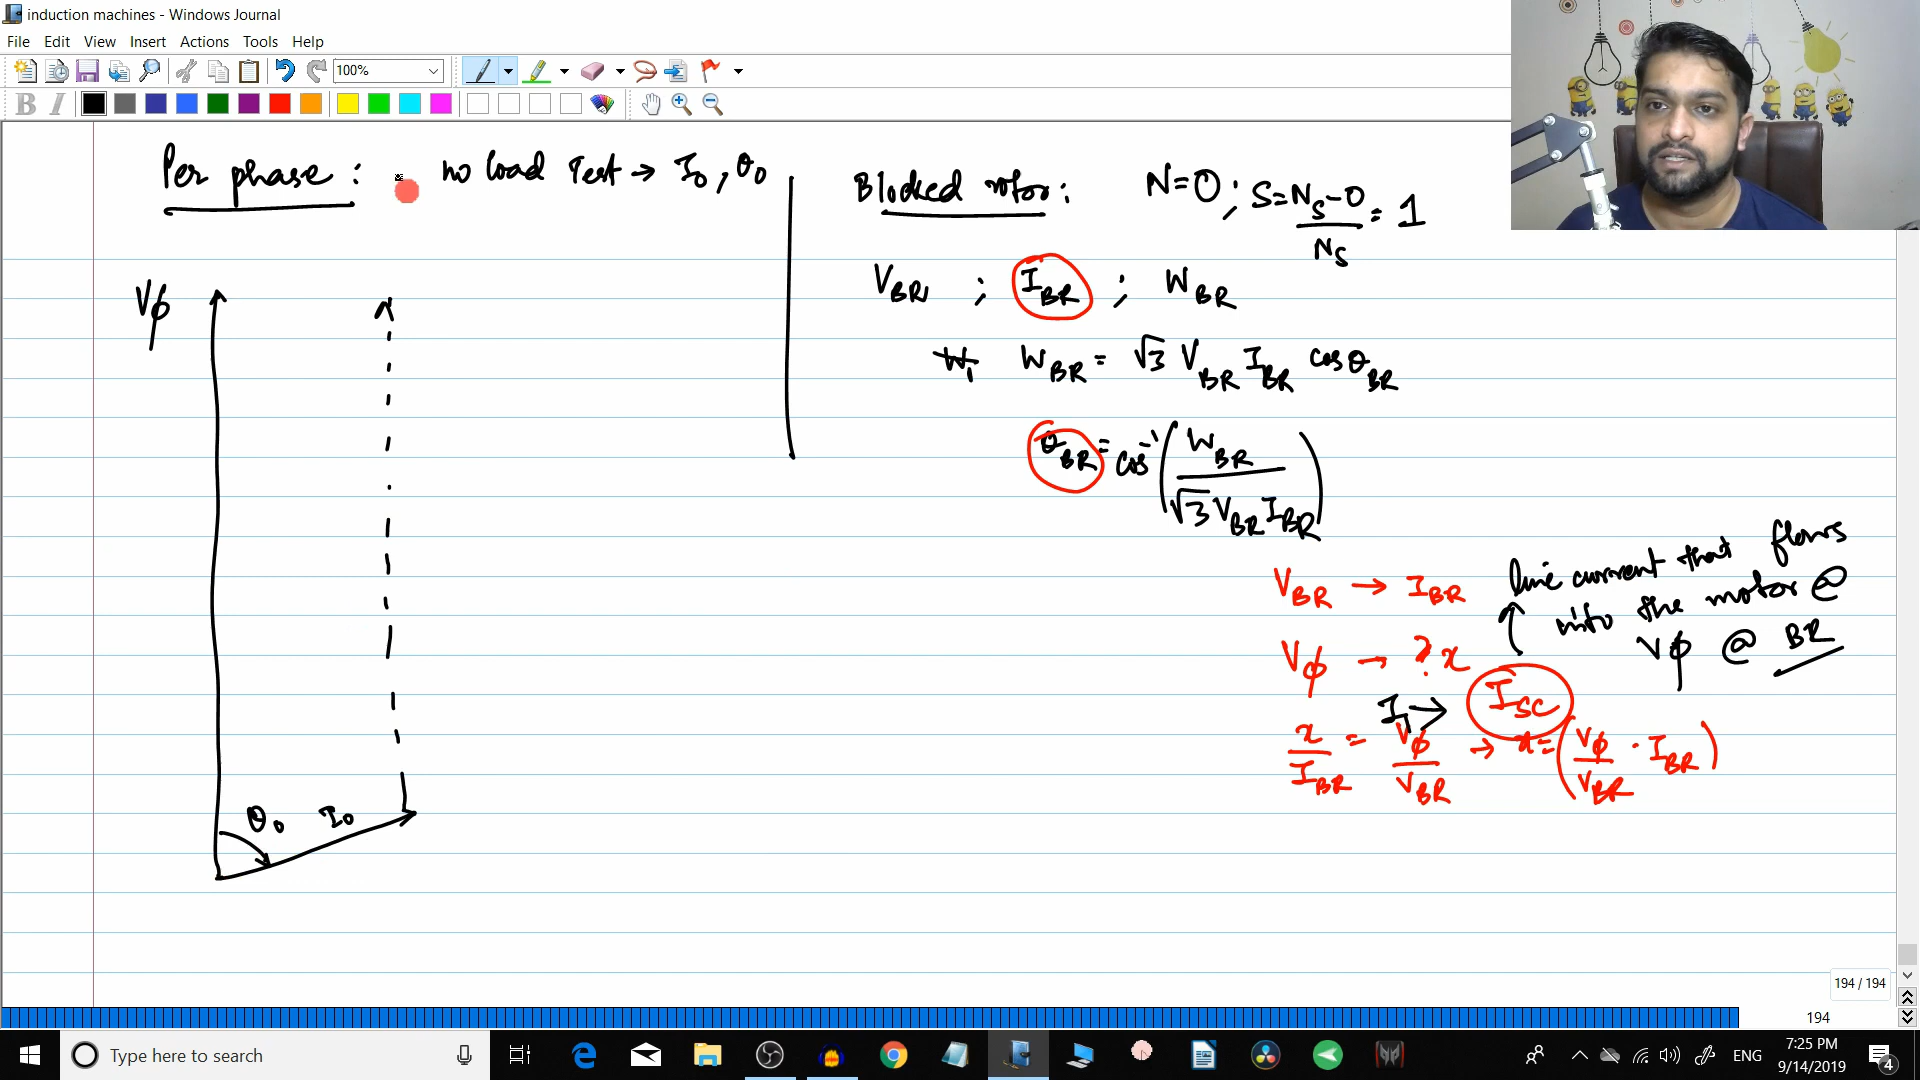 induction machines - Windows Journal
File Edit View Insert Actions Tools Help
100%
B I
Per phase : no load Test → I0 , θ0
Blocked rotor : N=0 ; S = NS-0 / NS = 1
VBR ; IBR ; WBR
W1 WBR = √3 VBR IBR cosθBR
θBR = cos-1 ( WBR / √3 VBR IBR )
Vϕ
θ0 I0
VBR → IBR
line current that flows
into the motor @
Vϕ @ BR
Vϕ → ? x
I1 → ISC
x / IBR = Vϕ / VBR → x = ( Vϕ / VBR · IBR )
194 / 194
194
Type here to search
ENG
7:25 PM
9/14/2019
4